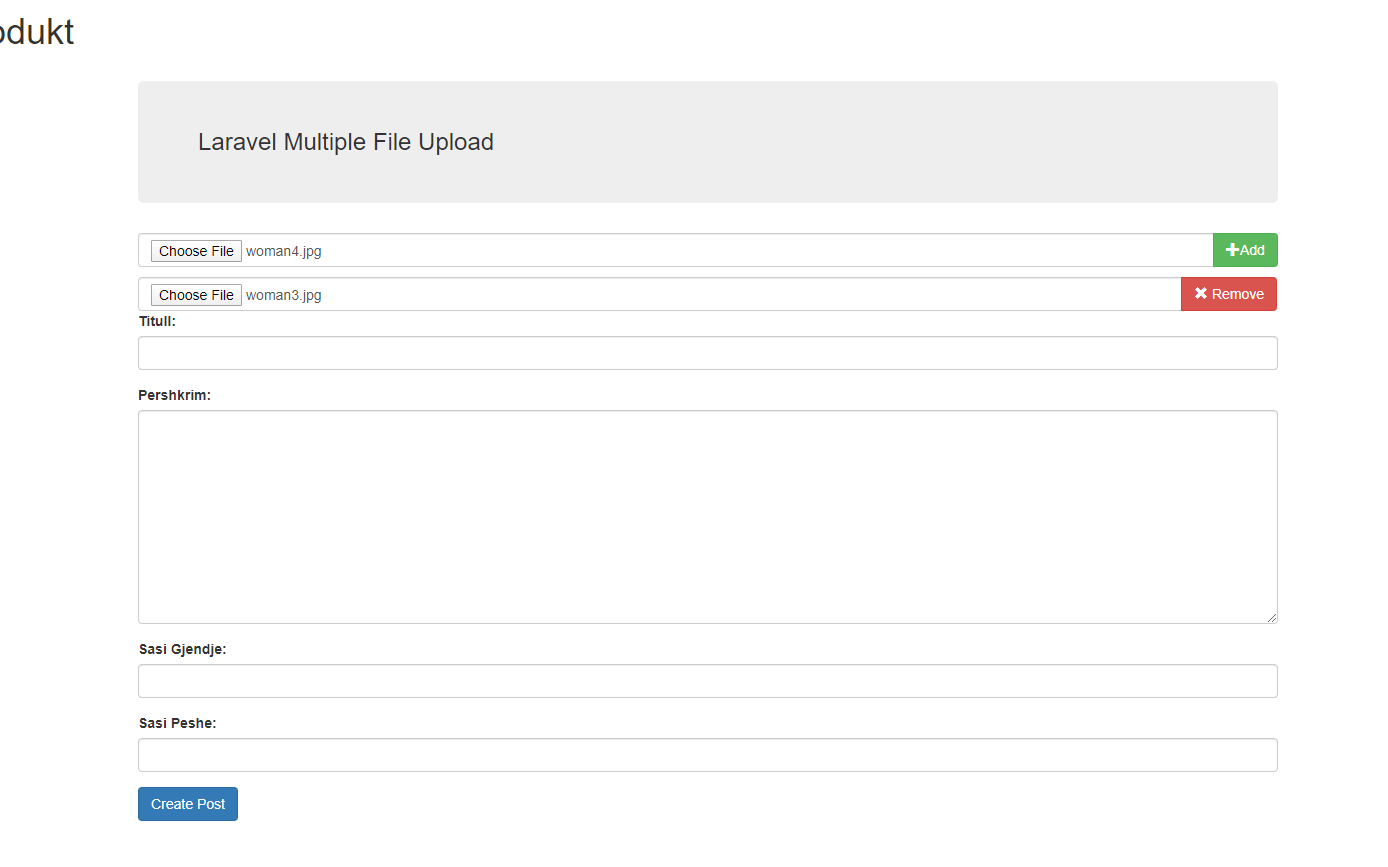 odukt
Laravel Multiple File Upload
Choose File woman4.jpg Add
Choose File woman3.jpg Remove
Titull:
Pershkrim:
Sasi Gjendje:
Sasi Peshe:
Create Post